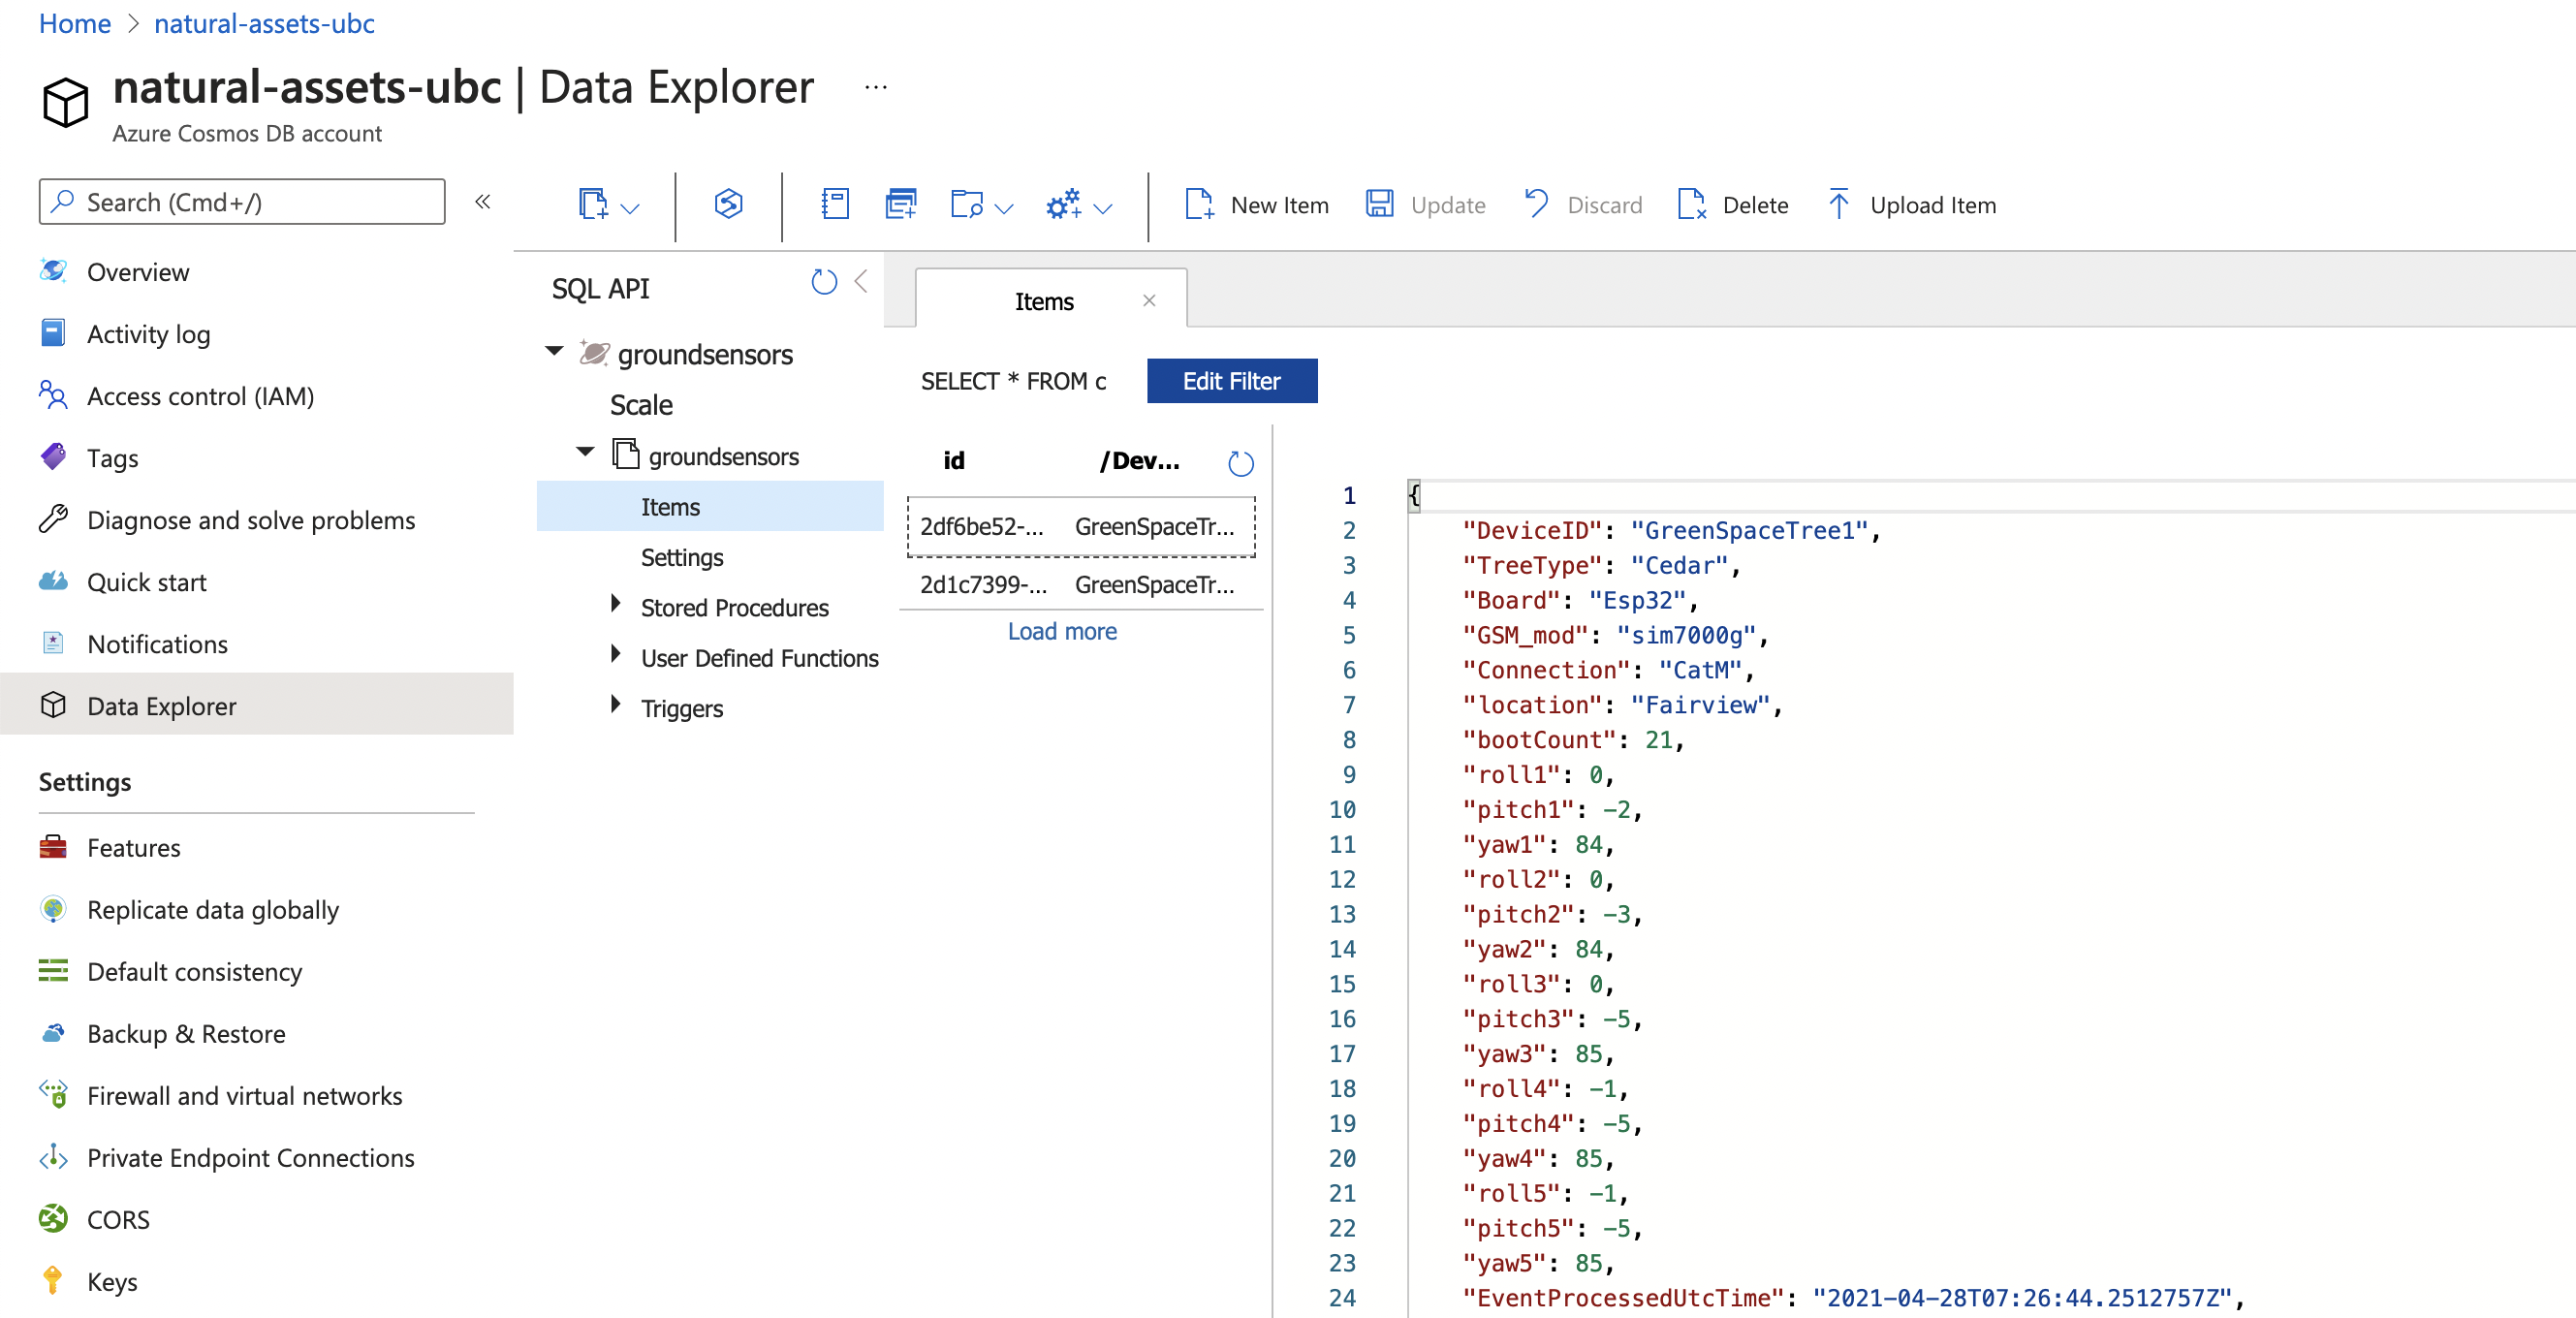 Home > natural-assets-ubc
natural-assets-ubc | Data Explorer ...
Azure Cosmos DB account
Search (Cmd+/)
«
Overview
Activity log
Access control (IAM)
Tags
Diagnose and solve problems
Quick start
Notifications
Data Explorer
Settings
Features
Replicate data globally
Default consistency
Backup & Restore
Firewall and virtual networks
Private Endpoint Connections
CORS
Keys
New Item Update Discard Delete Upload Item
SQL API
groundsensors
Scale
groundsensors
Items
Settings
Stored Procedures
User Defined Functions
Triggers
Items
SELECT * FROM c Edit Filter
id /Dev...
2df6be52-... GreenSpaceTr...
2d1c7399-... GreenSpaceTr...
Load more
1 {
2 "DeviceID": "GreenSpaceTree1",
3 "TreeType": "Cedar",
4 "Board": "Esp32",
5 "GSM_mod": "sim7000g",
6 "Connection": "CatM",
7 "location": "Fairview",
8 "bootCount": 21,
9 "roll1": 0,
10 "pitch1": -2,
11 "yaw1": 84,
12 "roll2": 0,
13 "pitch2": -3,
14 "yaw2": 84,
15 "roll3": 0,
16 "pitch3": -5,
17 "yaw3": 85,
18 "roll4": -1,
19 "pitch4": -5,
20 "yaw4": 85,
21 "roll5": -1,
22 "pitch5": -5,
23 "yaw5": 85,
24 "EventProcessedUtcTime": "2021-04-28T07:26:44.2512757Z",